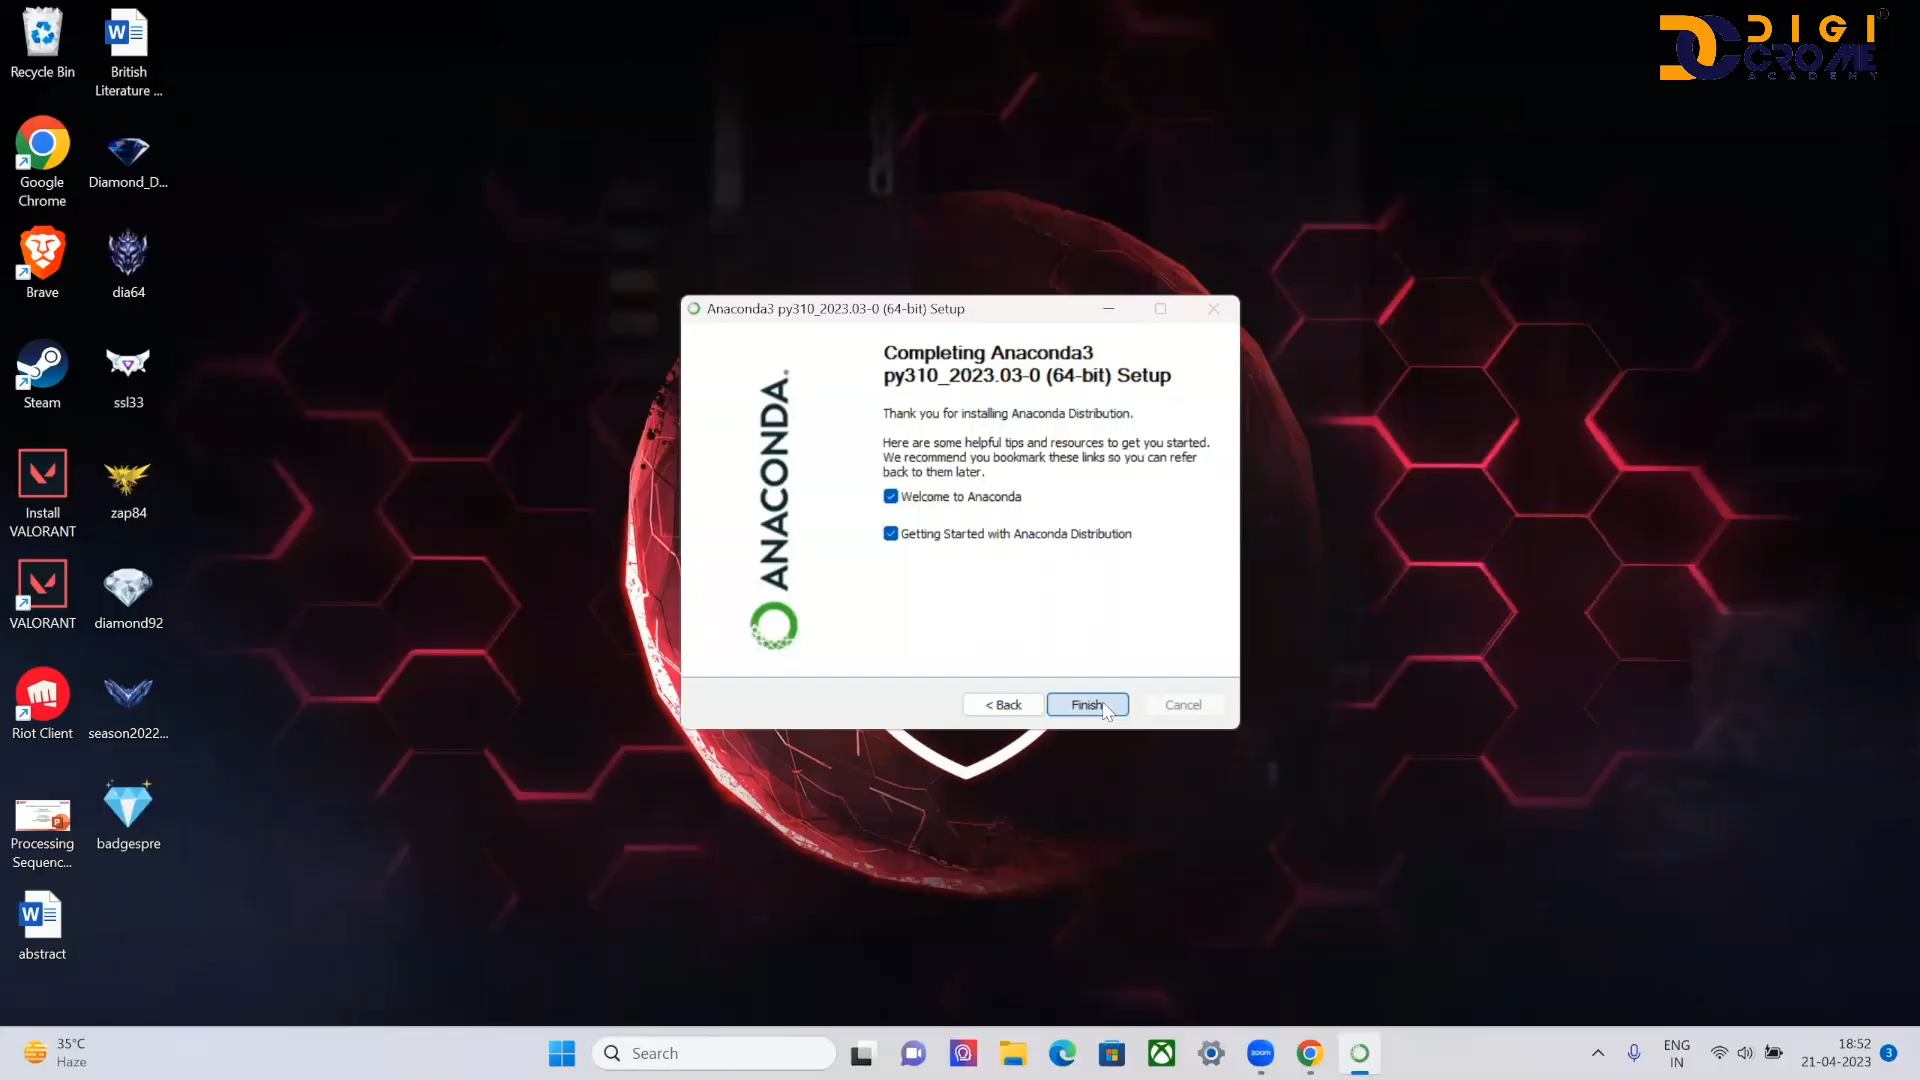 Recycle Bin
British
Literature ...
Google
Chrome
Diamond_D...
Brave
dia64
Steam
ssl33
Install
VALORANT
zap84
VALORANT
diamond92
Riot Client
season2022...
Processing
Sequenc...
badgespre
abstract
DIGI
CROME
ACADEMY
Anaconda3 py310_2023.03-0 (64-bit) Setup
ANACONDA.
Completing Anaconda3
py310_2023.03-0 (64-bit) Setup
Thank you for installing Anaconda Distribution.
Here are some helpful tips and resources to get you started.
We recommend you bookmark these links so you can refer
back to them later.
Welcome to Anaconda
Getting Started with Anaconda Distribution
< Back
Finish
Cancel
35°C
Haze
Search
zoom
ENG
IN
18:52
21-04-2023
3